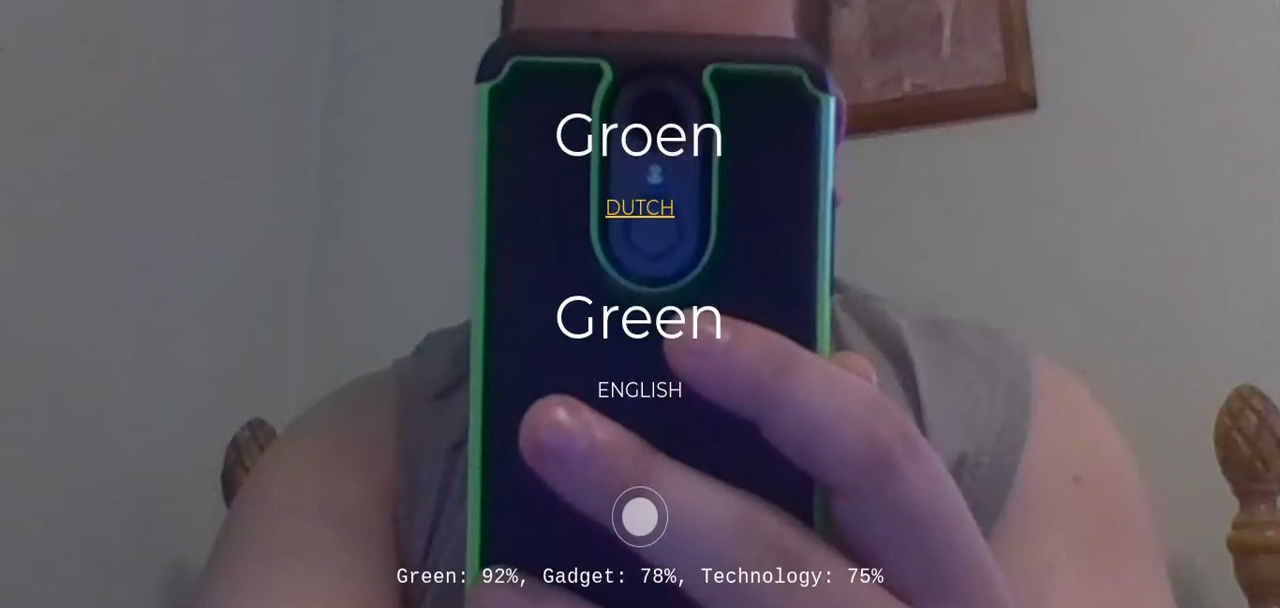 Groen
DUTCH
Green
ENGLISH
Green: 92%, Gadget: 78%, Technology: 75%